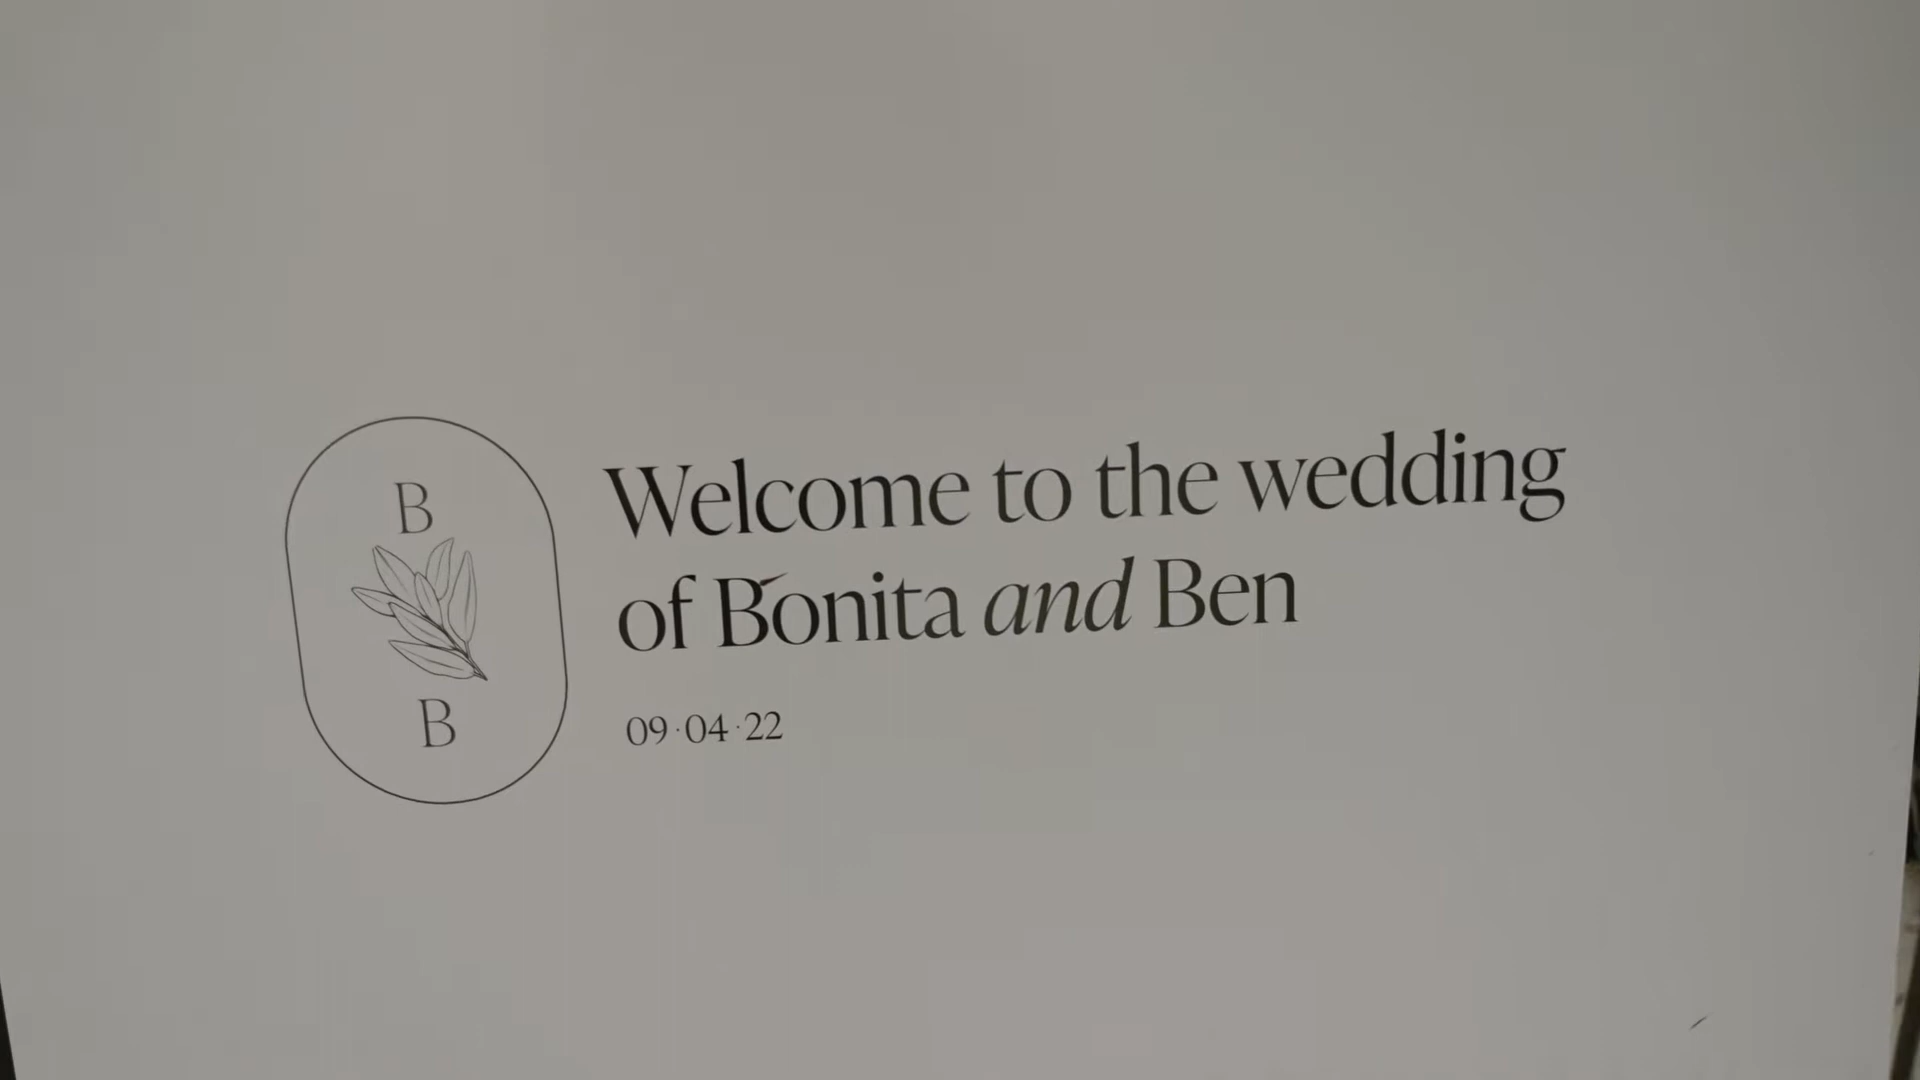 B
B
Welcome to the wedding
of Bonita and Ben
09·04·22